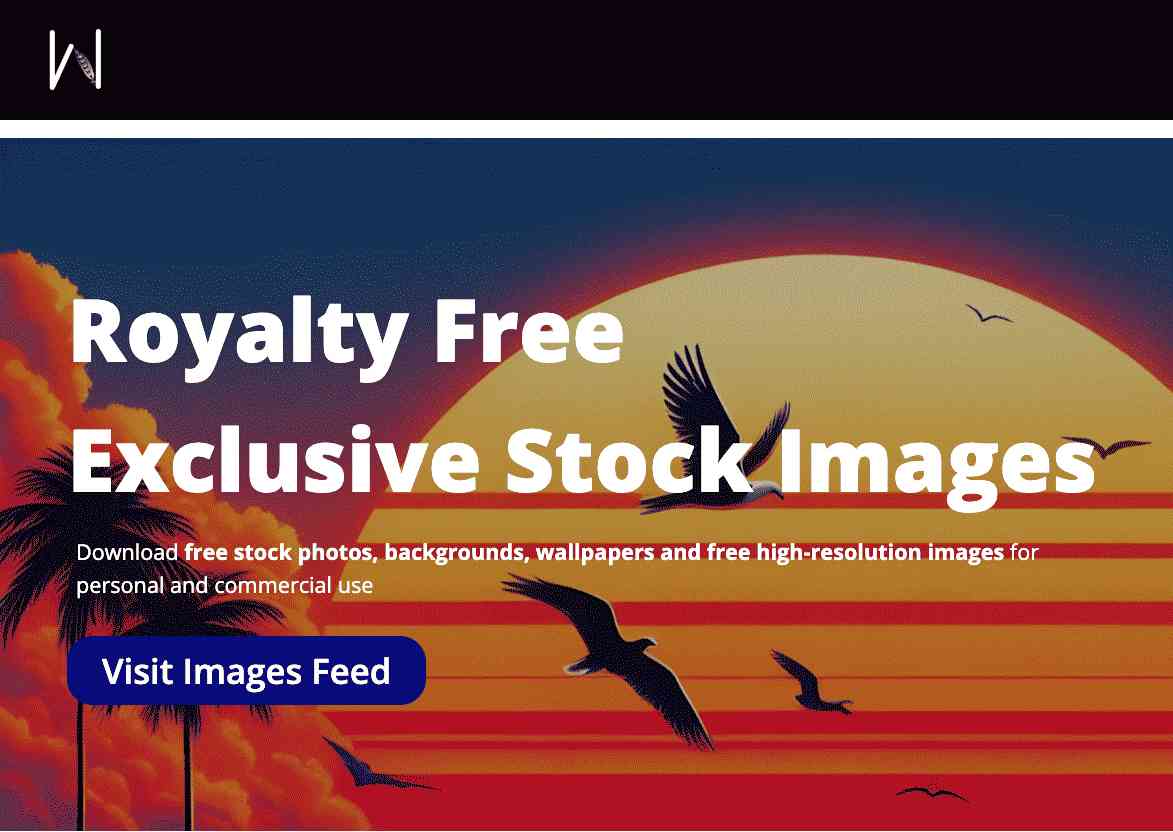 W
Royalty Free
Exclusive Stock Images
Download free stock photos, backgrounds, wallpapers and free high-resolution images for
personal and commercial use
Visit Images Feed